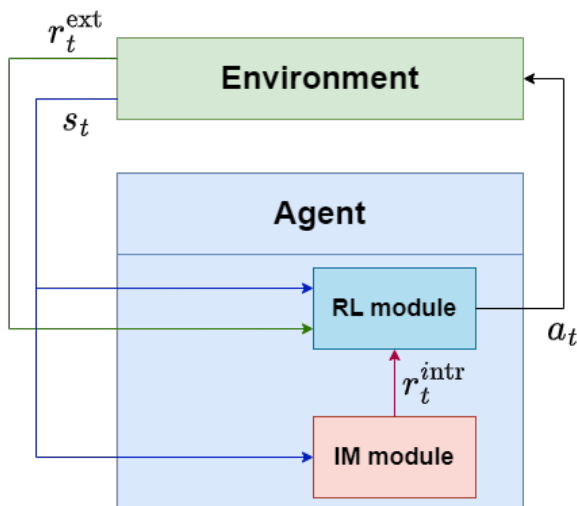 r_t^ext
Environment
s_t
Agent
RL module
a_t
r_t^intr
IM module